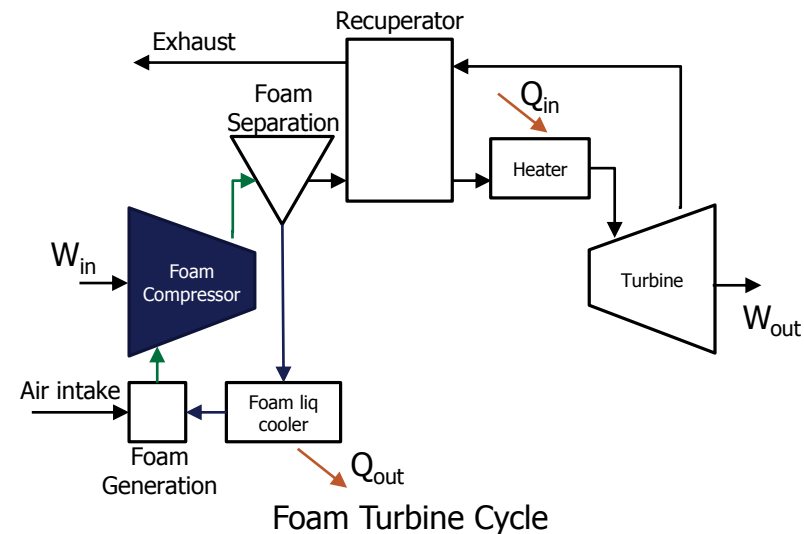 Recuperator
Exhaust
Foam
Separation
Qin
Heater
Win
Foam
Compressor
Turbine
Wout
Air intake
Foam liq
cooler
Foam
Generation
Qout
Foam Turbine Cycle